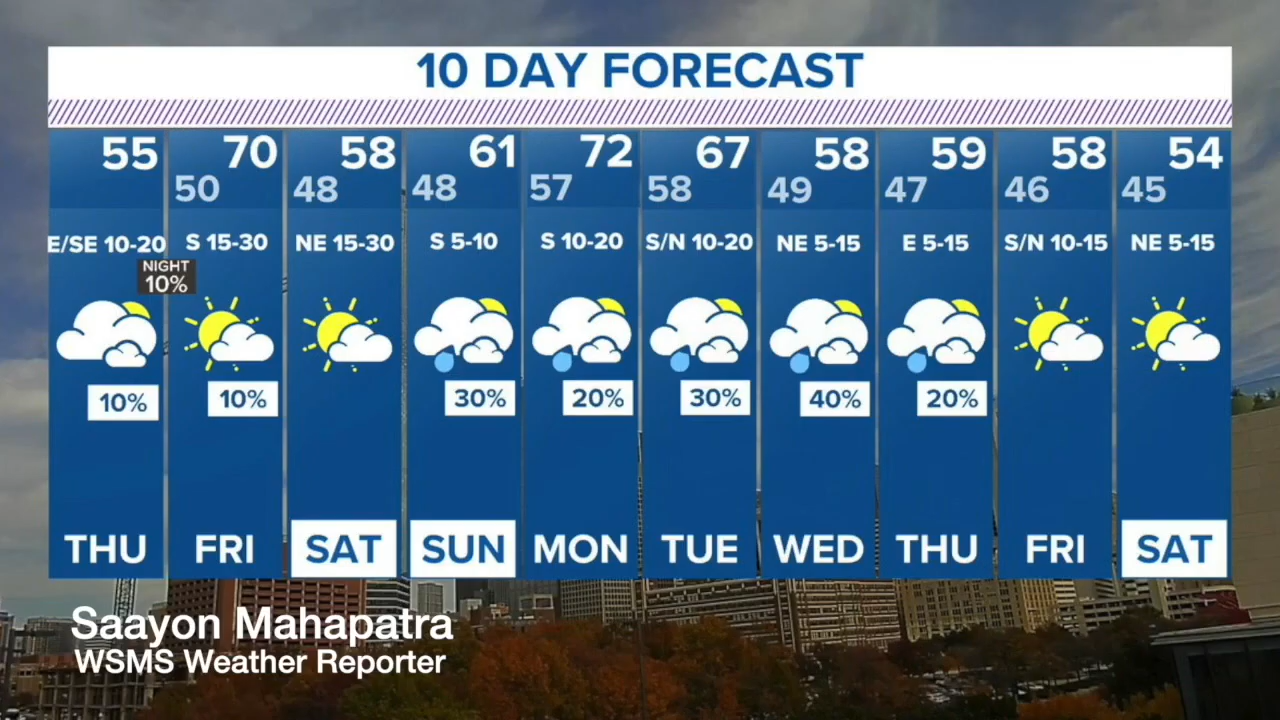 10 DAY FORECAST
55 70 58 61 72 67 58 59 58 54
50 48 48 57 58 49 47 46 45
E/SE 10-20 S 15-30 NE 15-30 S 5-10 S 10-20 S/N 10-20 NE 5-15 E 5-15 S/N 10-15 NE 5-15
NIGHT
10%
10% 10% 30% 20% 30% 40% 20%
THU FRI SAT SUN MON TUE WED THU FRI SAT
Saayon Mahapatra
WSMS Weather Reporter